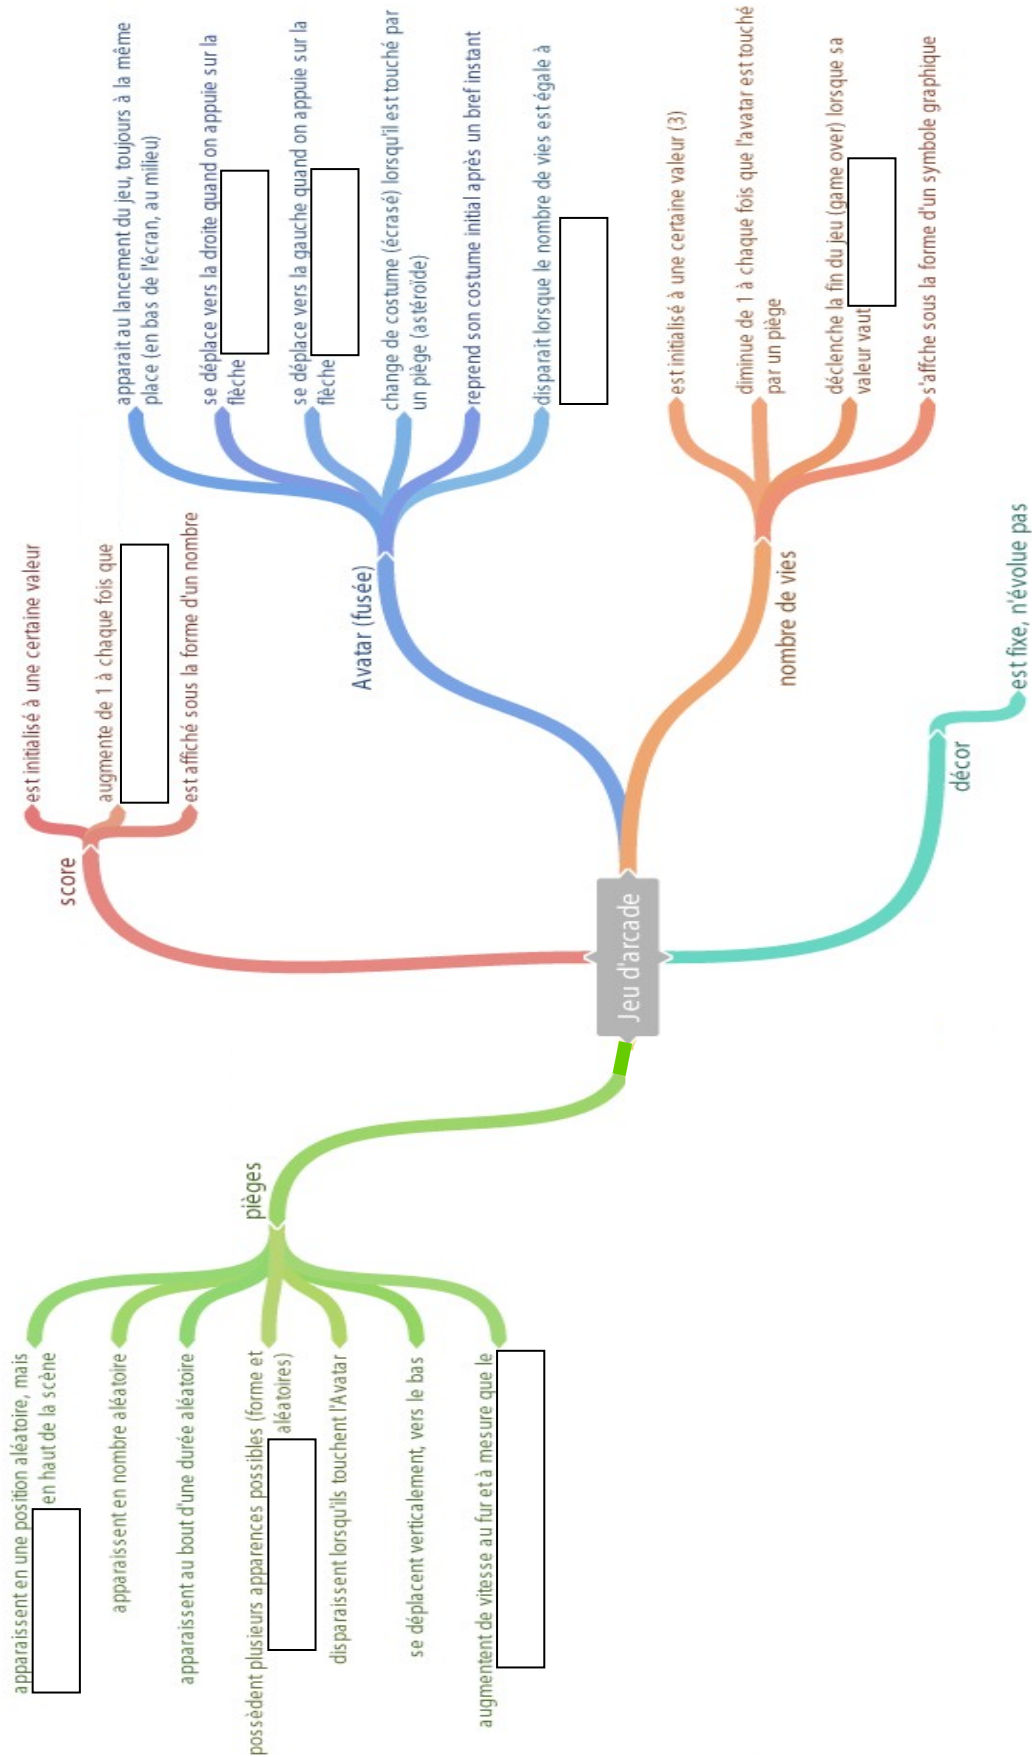 Jeu d'arcade
pièges
apparaissent en une position aléatoire, mais
en haut de la scène
apparaissent en nombre aléatoire
apparaissent au bout d'une durée aléatoire
possèdent plusieurs apparences possibles (forme et
aléatoires)
disparaissent lorsqu'ils touchent l'Avatar
se déplacent verticalement, vers le bas
augmentent de vitesse au fur et à mesure que le
score
est initialisé à une certaine valeur
augmente de 1 à chaque fois que
est affiché sous la forme d'un nombre
Avatar (fusée)
apparait au lancement du jeu, toujours à la même
place (en bas de l'écran, au milieu)
se déplace vers la droite quand on appuie sur la
flèche
se déplace vers la gauche quand on appuie sur la
flèche
change de costume (écrasé) lorsqu'il est touché par
un piège (astéroïde)
reprend son costume initial après un bref instant
disparait lorsque le nombre de vies est égale à
nombre de vies
est initialisé à une certaine valeur (3)
diminue de 1 à chaque fois que l'avatar est touché
par un piège
déclenche la fin du jeu (game over) lorsque sa
valeur vaut
s'affche sous la forme d'un symbole graphique
décor
est fixe, n'évolue pas